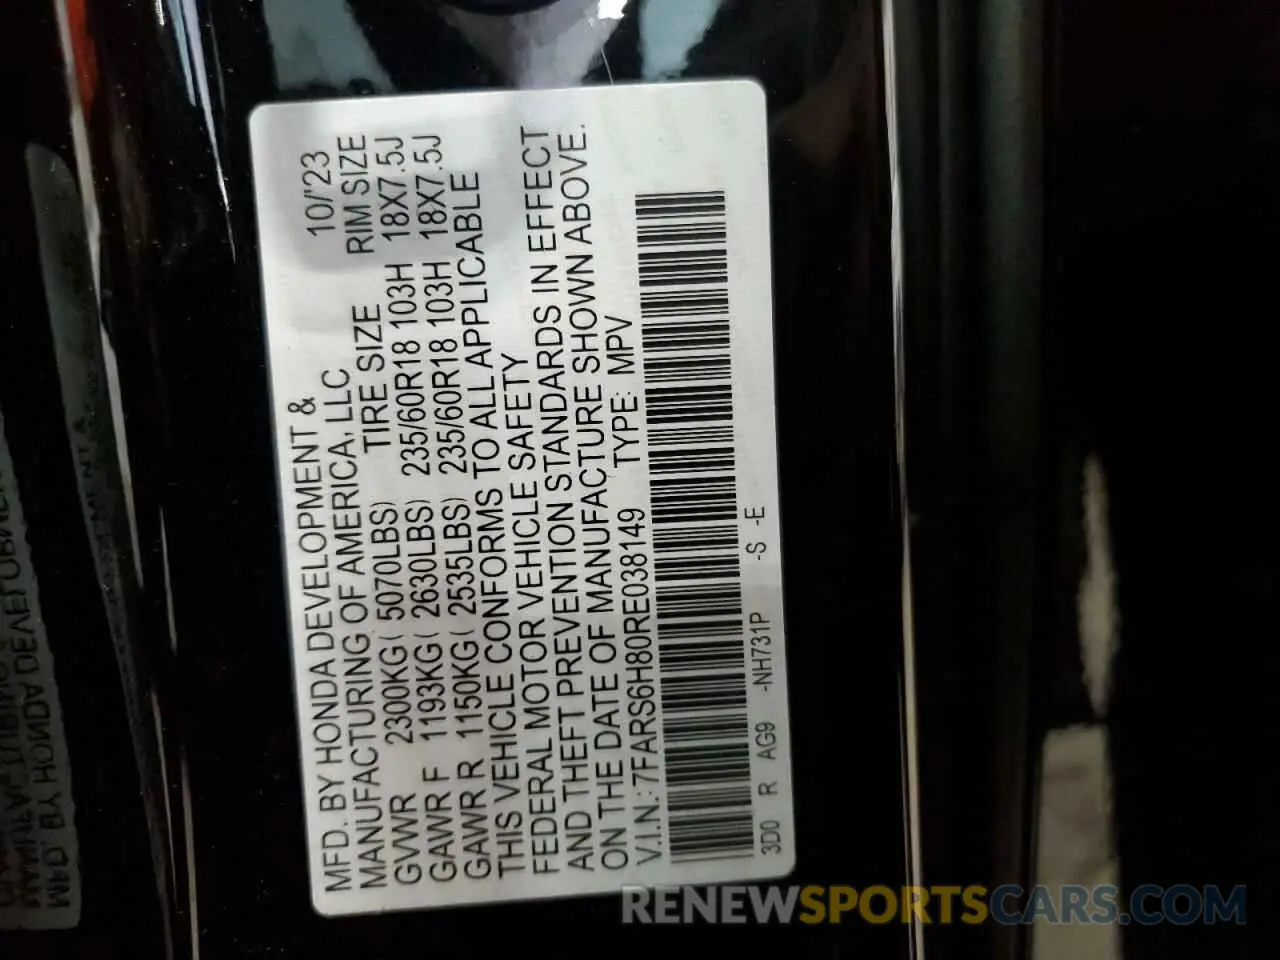 MFD. BY HONDA DEVELOPMENT &
MANUFACTURING OF AMERICA, LLC 10/'23
GVWR 2300KG( 5070LBS) TIRE SIZE RIM SIZE
GAWR F 1193KG( 2630LBS) 235/60R18 103H 18X7.5J
GAWR R 1150KG( 2535LBS) 235/60R18 103H 18X7.5J
THIS VEHICLE CONFORMS TO ALL APPLICABLE
FEDERAL MOTOR VEHICLE SAFETY
AND THEFT PREVENTION STANDARDS IN EFFECT
ON THE DATE OF MANUFACTURE SHOWN ABOVE.
V.I.N.: 7FARS6H80RE038149 TYPE: MPV
3D0 R AG9 -NH731P -S -E
RENEWSPORTSCARS.COM